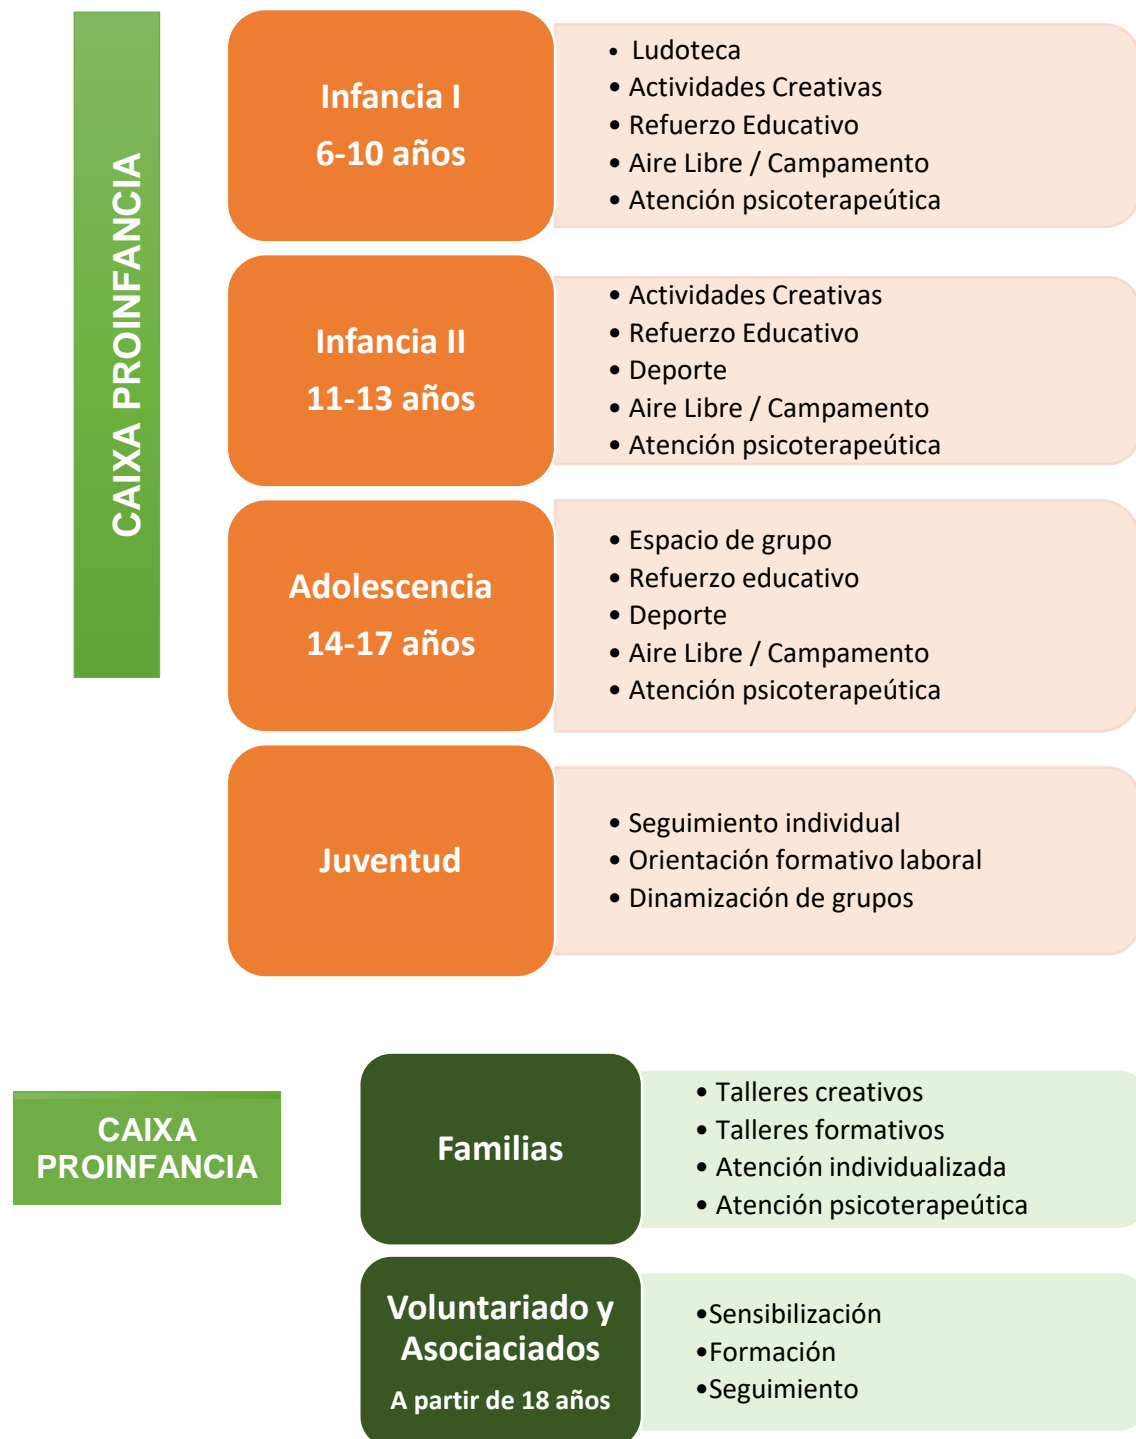 CAIXA PROINFANCIA
Infancia I
6-10 años
• Ludoteca
• Actividades Creativas
• Refuerzo Educativo
• Aire Libre / Campamento
• Atención psicoterapeútica
Infancia II
11-13 años
• Actividades Creativas
• Refuerzo Educativo
• Deporte
• Aire Libre / Campamento
• Atención psicoterapeútica
Adolescencia
14-17 años
• Espacio de grupo
• Refuerzo educativo
• Deporte
• Aire Libre / Campamento
• Atención psicoterapeútica
Juventud
• Seguimiento individual
• Orientación formativo laboral
• Dinamización de grupos
CAIXA
PROINFANCIA
Familias
• Talleres creativos
• Talleres formativos
• Atención individualizada
• Atención psicoterapeútica
Voluntariado y
Asociaciados
A partir de 18 años
•Sensibilización
•Formación
•Seguimiento